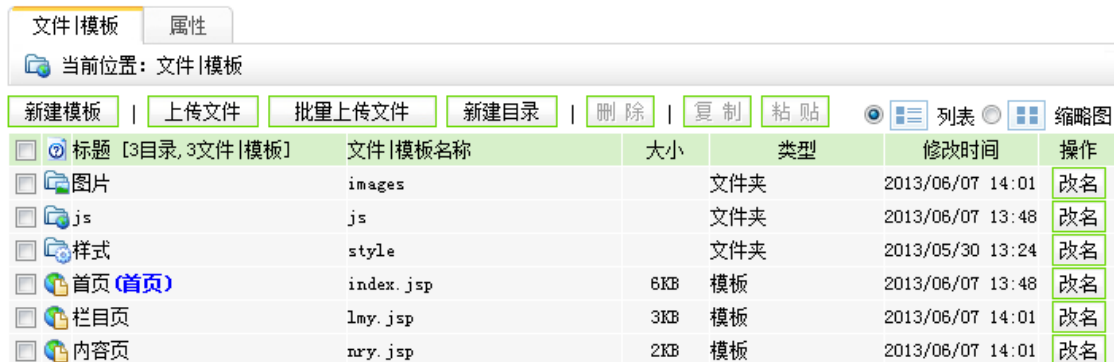 文件|模板 属性
当前位置：文件|模板
新建模板 | 上传文件 批量上传文件 新建目录 | 删 除 | 复 制 粘 贴 列表 缩略图
标题 [3目录,3文件|模板] 文件|模板名称 大小 类型 修改时间 操作
图片 images 文件夹 2013/06/07 14:01 改名
js js 文件夹 2013/06/07 13:48 改名
样式 style 文件夹 2013/05/30 13:24 改名
首页(首页) index.jsp 6KB 模板 2013/06/07 13:48 改名
栏目页 lmy.jsp 3KB 模板 2013/06/07 14:01 改名
内容页 nry.jsp 2KB 模板 2013/06/07 14:01 改名